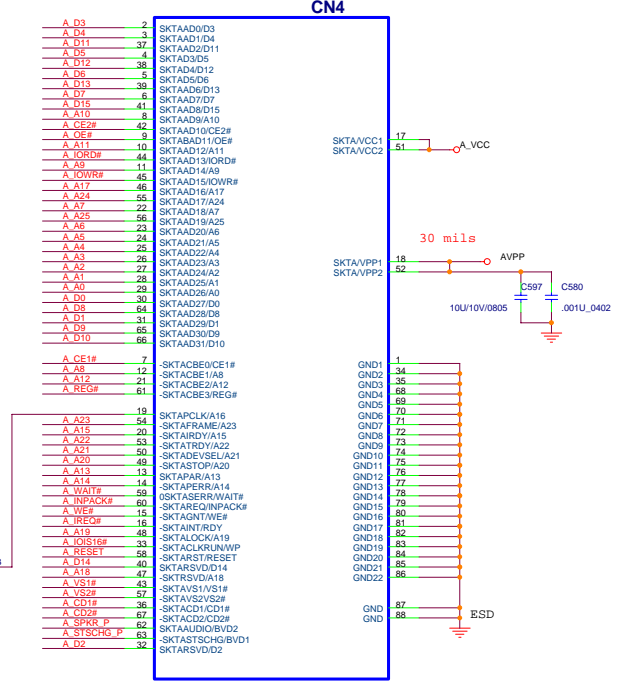 CN4
A_D3 2 SKTAAD0/D3
A_D4 3 SKTAAD1/D4
A_D11 37 SKTAAD2/D11
A_D5 4 SKTAD3/D5
A_D12 38 SKTAD4/D12
A_D6 5 SKTAD5/D6
A_D13 39 SKTAAD6/D13
A_D7 6 SKTAAD7/D7
A_D15 41 SKTAAD8/D15
A_A10 8 SKTAAD9/A10
A_CE2# 42 SKTAAD10/CE2#
A_OE# 9 SKTABAD11/OE#
A_A11 10 SKTAAD12/A11
A_IORD# 44 SKTAAD13/IORD#
A_A9 11 SKTAAD14/A9
A_IOWR# 45 SKTAAD15/IOWR#
A_A17 46 SKTAAD16/A17
A_A24 55 SKTAAD17/A24
A_A7 22 SKTAAD18/A7
A_A25 56 SKTAAD19/A25
A_A6 23 SKTAAD20/A6
A_A5 24 SKTAAD21/A5
A_A4 25 SKTAAD22/A4
A_A3 26 SKTAAD23/A3
A_A2 27 SKTAAD24/A2
A_A1 28 SKTAAD25/A1
A_A0 29 SKTAAD26/A0
A_D0 30 SKTAAD27/D0
A_D8 64 SKTAAD28/D8
A_D1 31 SKTAAD29/D1
A_D9 65 SKTAAD30/D9
A_D10 66 SKTAAD31/D10
A_CE1# 7 -SKTACBE0/CE1#
A_A8 12 -SKTACBE1/A8
A_A12 21 SKTACBE2/A12
A_REG# 61 -SKTACBE3/REG#
19 SKTAPCLK/A16
A_A23 54 -SKTAFRAME/A23
A_A15 20 -SKTAIRDY/A15
A_A22 53 -SKTATRDY/A22
A_A21 50 -SKTADEVSEL/A21
A_A20 49 -SKTASTOP/A20
A_A13 13 SKTAPAR/A13
A_A14 14 -SKTAPERR/A14
A_WAIT# 59 0SKTASERR/WAIT#
A_INPACK# 60 -SKTAREQ/INPACK#
A_WE# 15 -SKTAGNT/WE#
A_IREQ# 16 -SKTAINT/RDY
A_A19 48 -SKTALOCK/A19
A_IOIS16# 33 -SKTACLKRUN/WP
A_RESET 58 -SKTARST/RESET
A_D14 40 SKTARSVD/D14
A_A18 47 -SKTRSVD/A18
A_VS1# 43 -SKTAVS1/VS1#
A_VS2# 57 -SKTAVS2VS2#
A_CD1# 36 -SKTACD1/CD1#
A_CD2# 67 -SKTACD2/CD2#
A_SPKR_P 62 SKTAAUDIO/BVD2
A_STSCHG_P 63 -SKTASTSCHG/BVD1
A_D2 32 SKTARSVD/D2
SKTA/VCC1 17
SKTA/VCC2 51 A_VCC
30 mils
SKTA/VPP1 18 AVPP
SKTA/VPP2 52
C597 C580
10U/10V/0805 .001U_0402
GND1 1
GND2 34
GND3 35
GND4 68
GND5 69
GND6 70
GND7 71
GND8 72
GND9 73
GND10 74
GND11 75
GND12 76
GND13 77
GND14 78
GND15 79
GND16 80
GND17 81
GND18 82
GND19 83
GND20 84
GND21 85
GND22 86
GND 87
GND 88
ESD